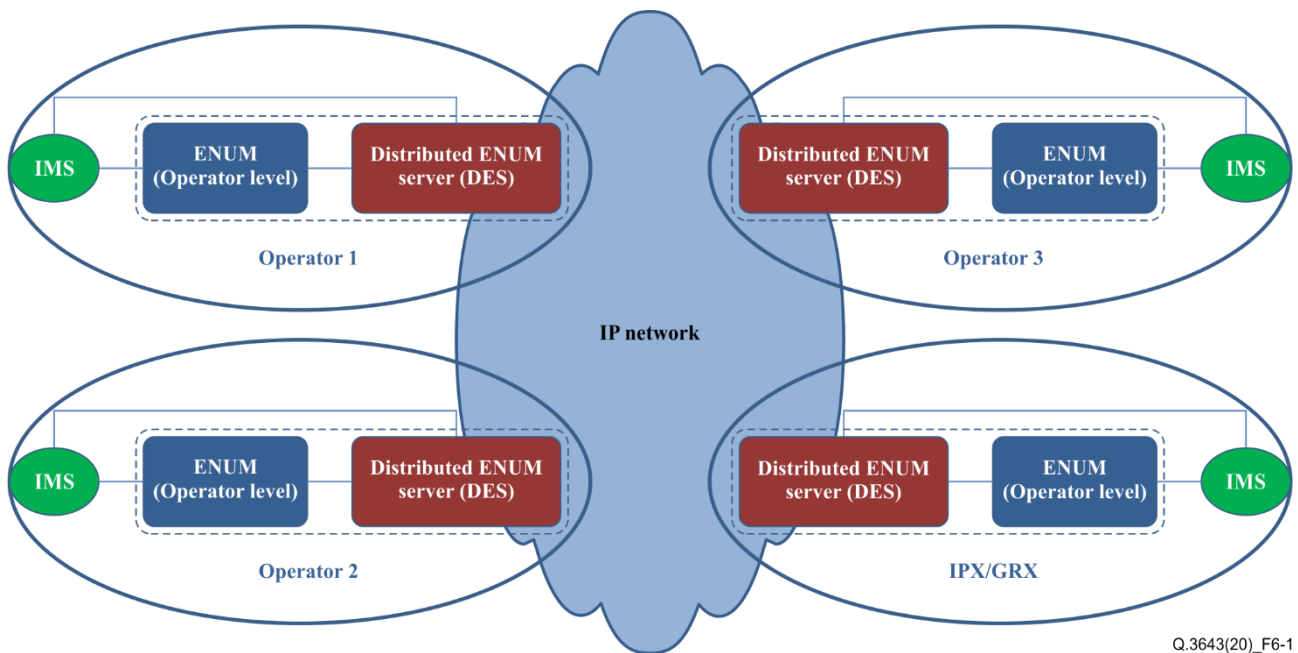 IMS
ENUM
(Operator level)
Distributed ENUM
server (DES)
Operator 1
Distributed ENUM
server (DES)
ENUM
(Operator level)
IMS
Operator 3
IP network
IMS
ENUM
(Operator level)
Distributed ENUM
server (DES)
Operator 2
Distributed ENUM
server (DES)
ENUM
(Operator level)
IMS
IPX/GRX
Q.3643(20)_F6-1